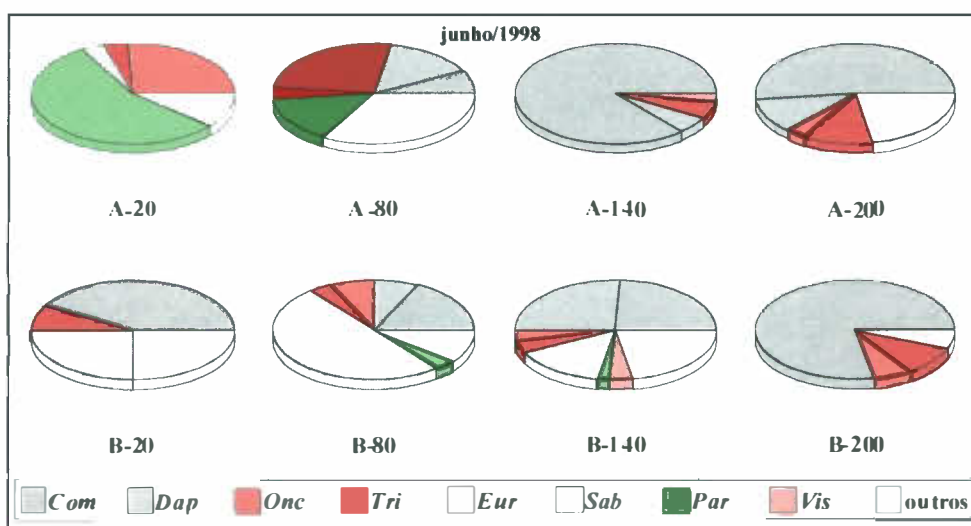 junho/1998
A-20 A-80 A-140 A-200
B-20 B-80 B-140 B-200
Com Dap Onc Tri Eur Sab Par Vis outros